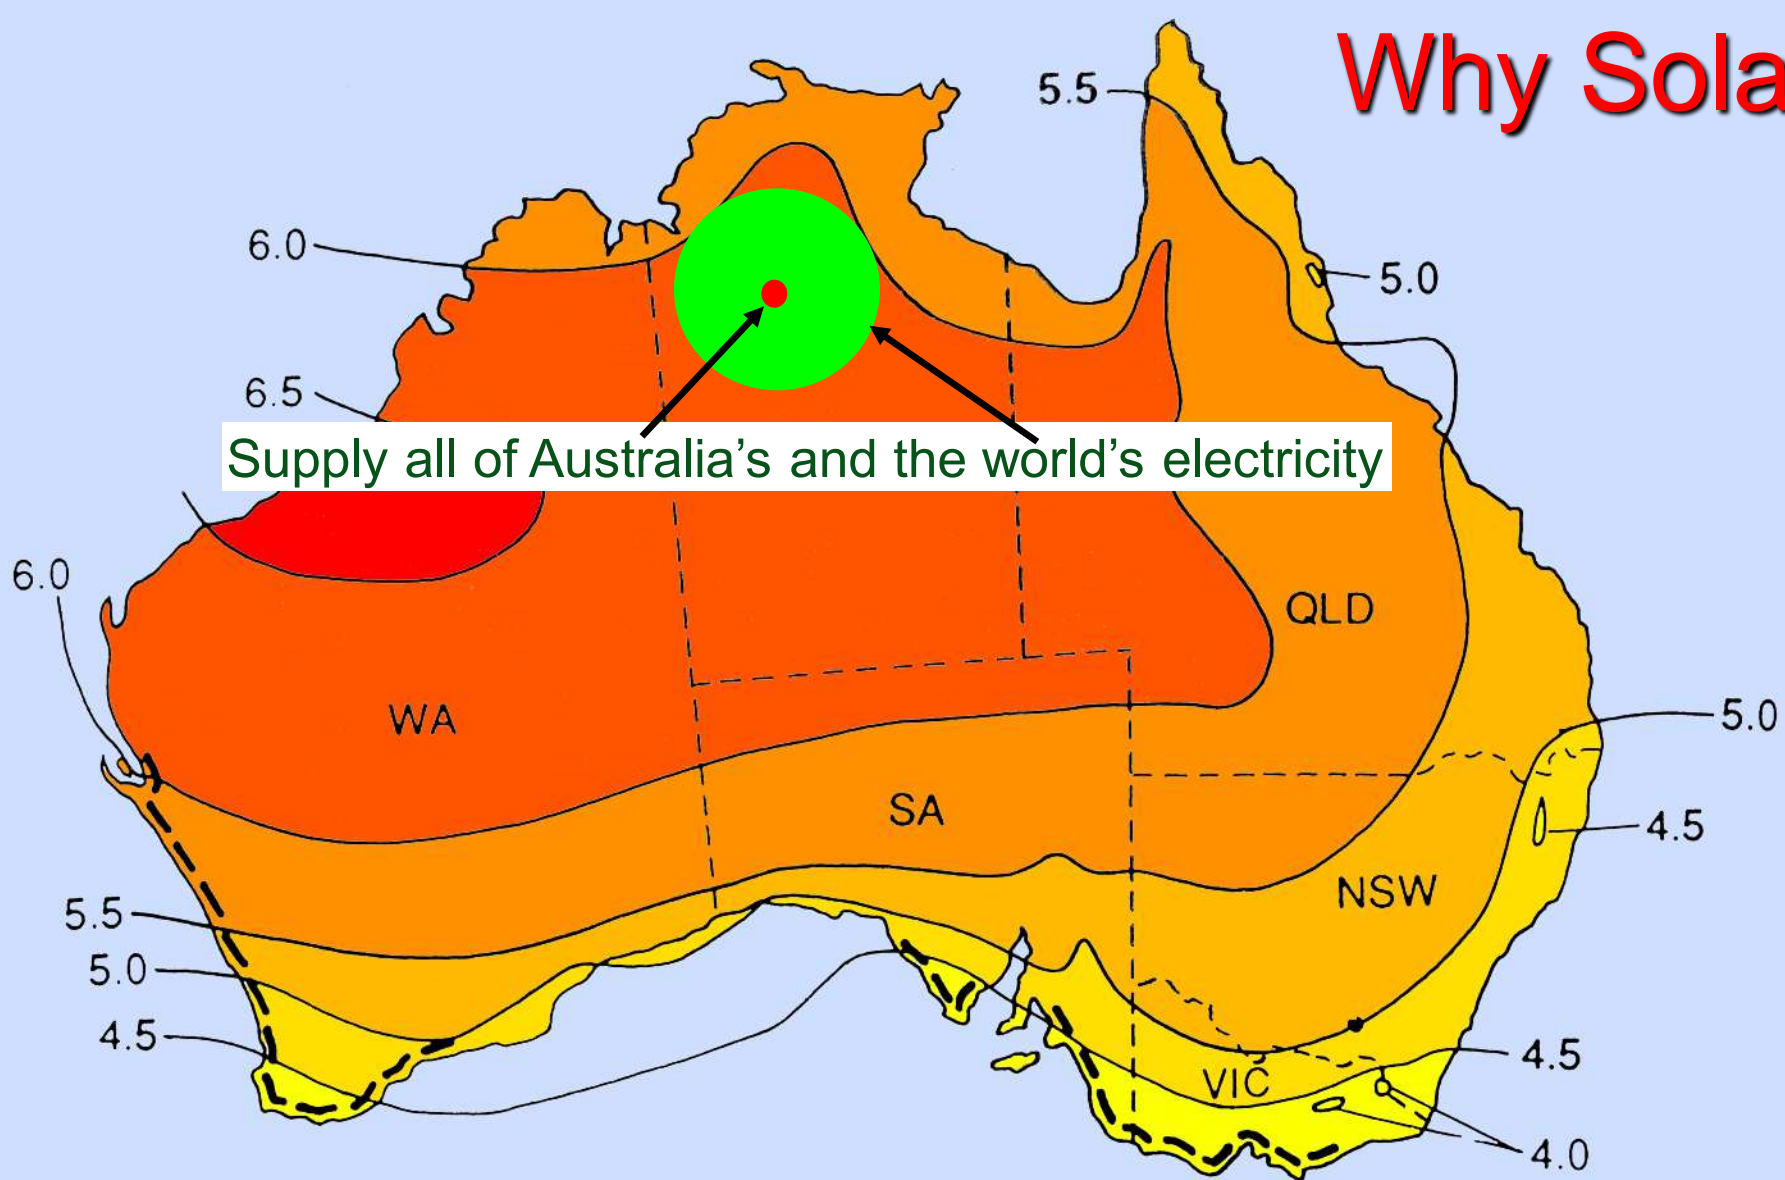 Why Sola
5.5
6.0
5.0
6.5
Supply all of Australia’s and the world’s electricity
6.0
QLD
WA
5.0
SA
4.5
NSW
5.5
5.0
4.5
4.5
VIC
4.0